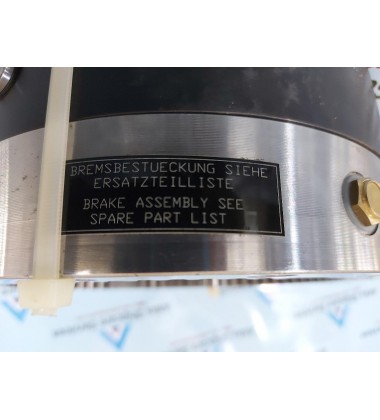 BREMSBESTUECKUNG SIEHE
ERSATZTEILLISTE
BRAKE ASSEMBLY SEE
SPARE PART LIST